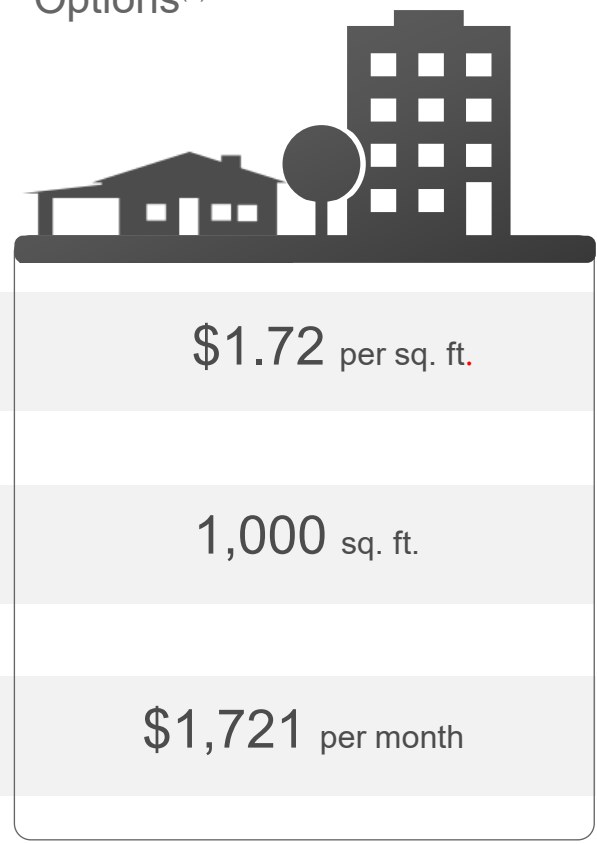 Options**
$1.72 per sq. ft.
1,000 sq. ft.
$1,721 per month